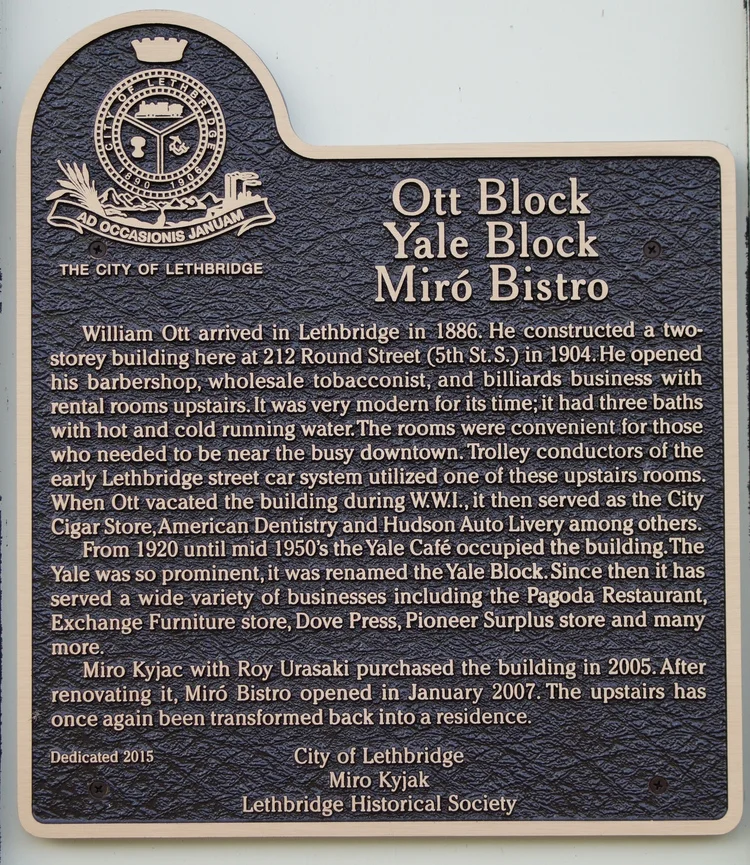 CITY OF LETHBRIDGE
1890 1906
AD OCCASIONIS JANUAM
THE CITY OF LETHBRIDGE
Ott Block
Yale Block
Miró Bistro
William Ott arrived in Lethbridge in 1886. He constructed a two-
storey building here at 212 Round Street (5th St. S.) in 1904. He opened
his barbershop, wholesale tobacconist, and billiards business with
rental rooms upstairs. It was very modern for its time; it had three baths
with hot and cold running water. The rooms were convenient for those
who needed to be near the busy downtown. Trolley conductors of the
early Lethbridge street car system utilized one of these upstairs rooms.
When Ott vacated the building during W.W.I., it then served as the City
Cigar Store, American Dentistry and Hudson Auto Livery among others.
From 1920 until mid 1950's the Yale Café occupied the building. The
Yale was so prominent, it was renamed the Yale Block. Since then it has
served a wide variety of businesses including the Pagoda Restaurant,
Exchange Furniture store, Dove Press, Pioneer Surplus store and many
more.
Miro Kyjac with Roy Urasaki purchased the building in 2005. After
renovating it, Miró Bistro opened in January 2007. The upstairs has
once again been transformed back into a residence.
Dedicated 2015
City of Lethbridge
Miro Kyjak
Lethbridge Historical Society